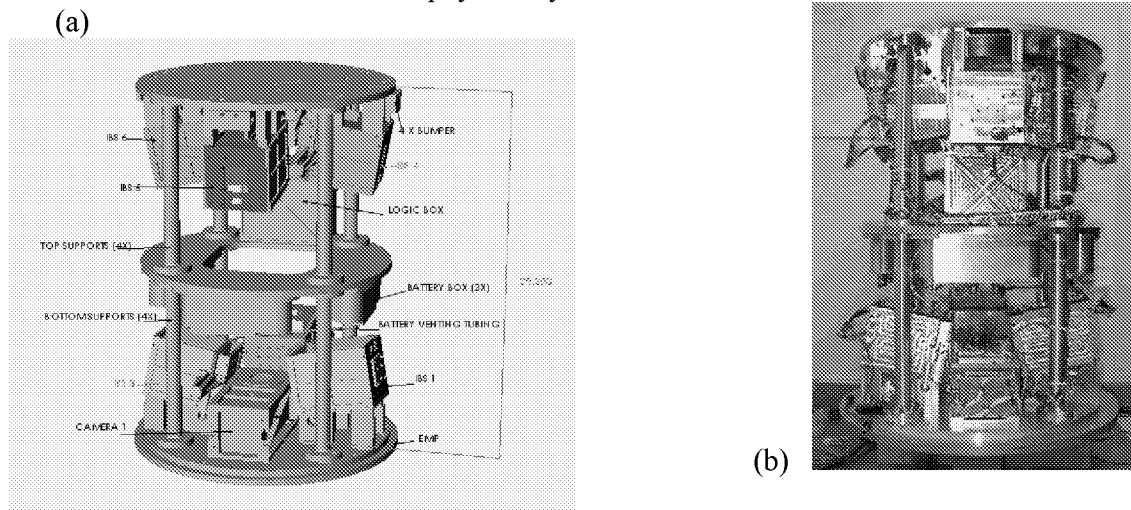 (a)
IBS 6
4 X BUMPER
IBS 5
LOGIC BOX
TOP SUPPORTS (4X)
BATTERY BOX (3X)
BOTTOM SUPPORTS (4X)
BATTERY VENTING TUBING
IBS 1
CAMERA 1
EMP
(b)